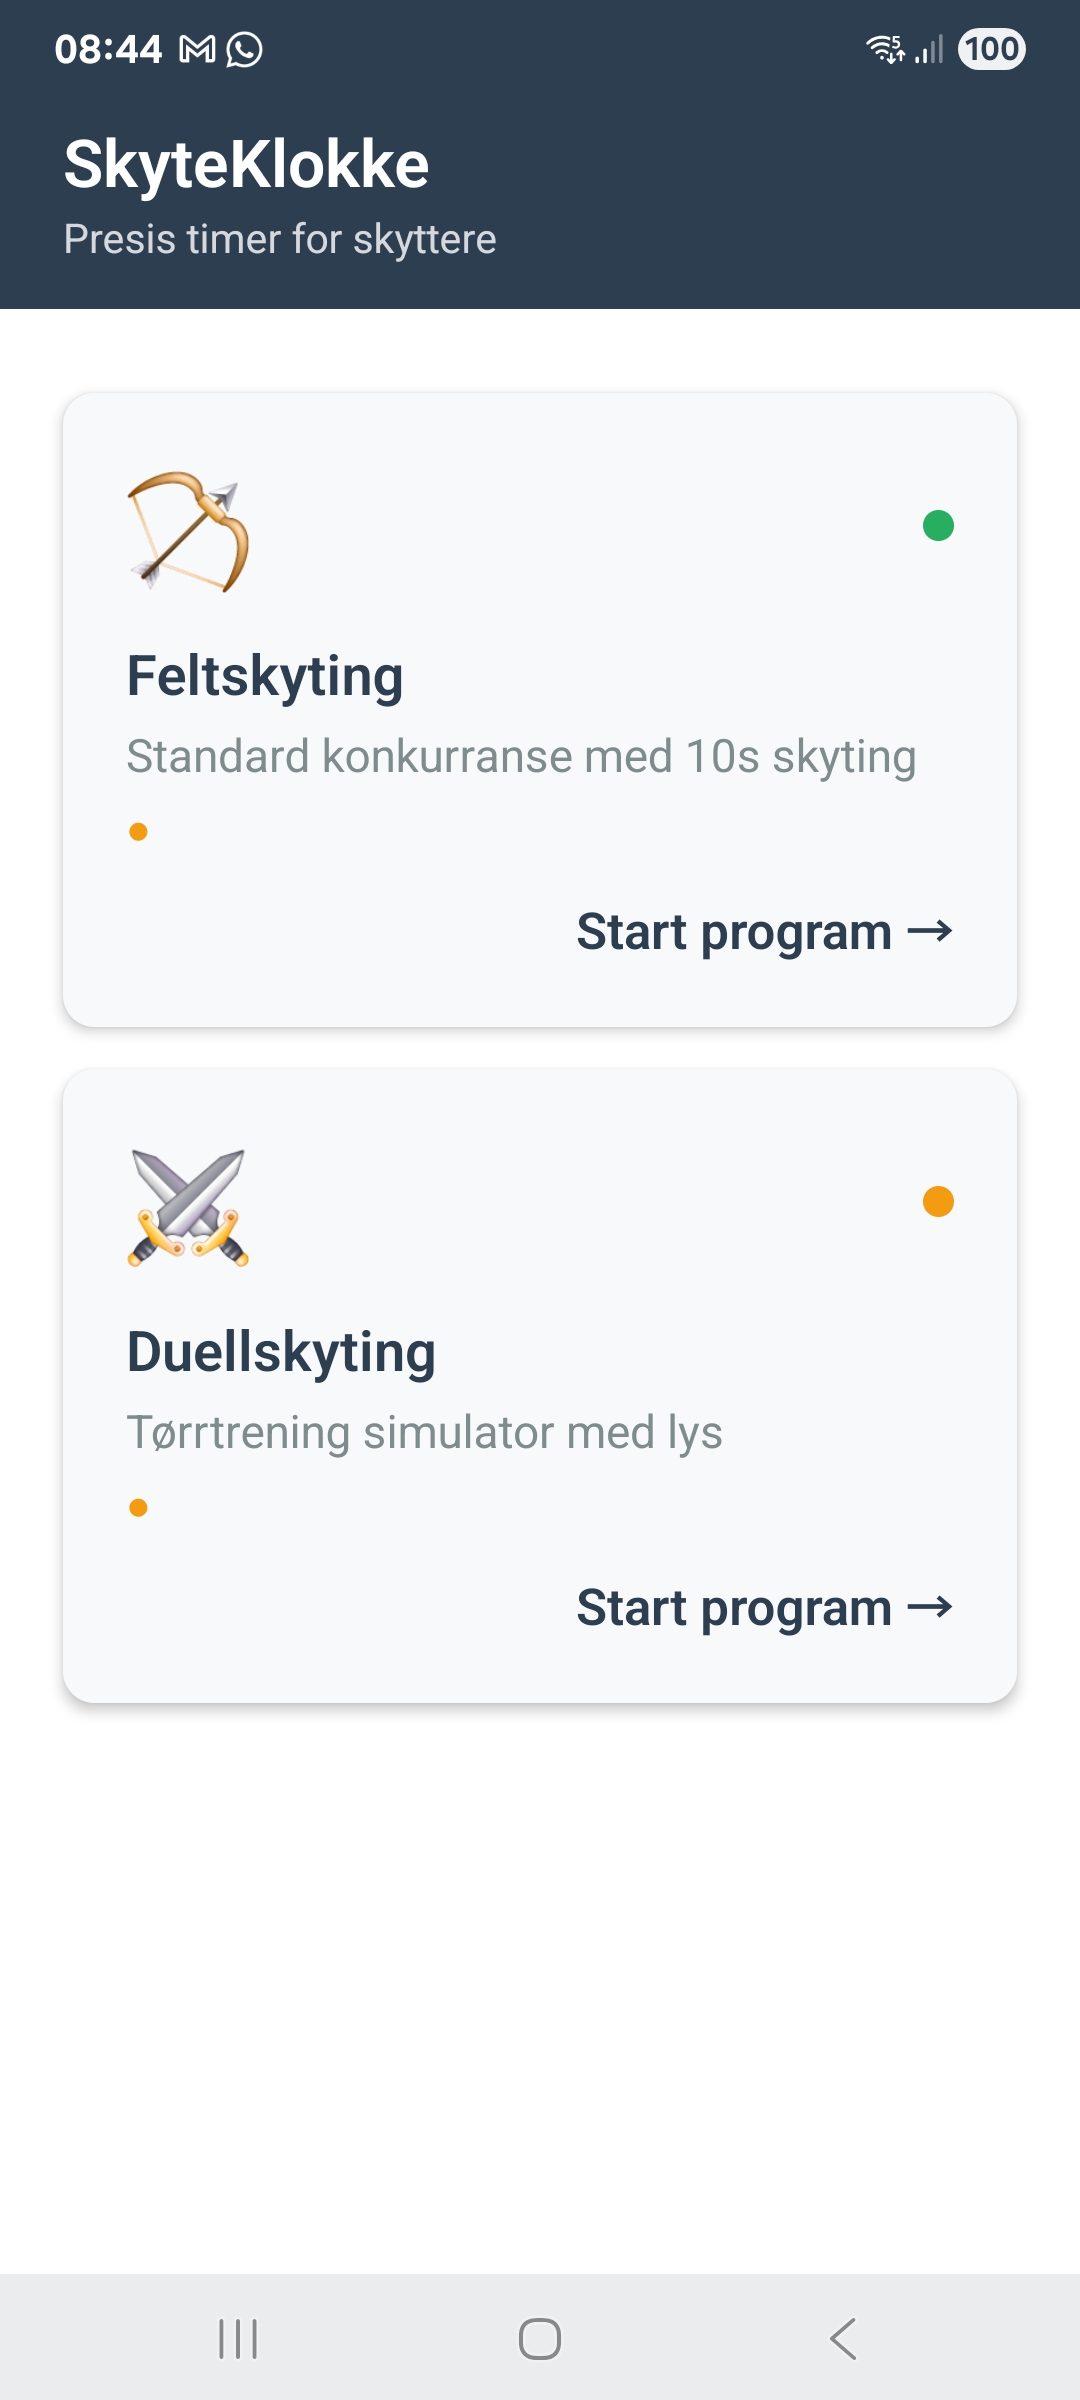 08:44
5
100
SkyteKlokke
Presis timer for skyttere
Feltskyting
Standard konkurranse med 10s skyting
Start program →
Duellskyting
Tørrtrening simulator med lys
Start program →